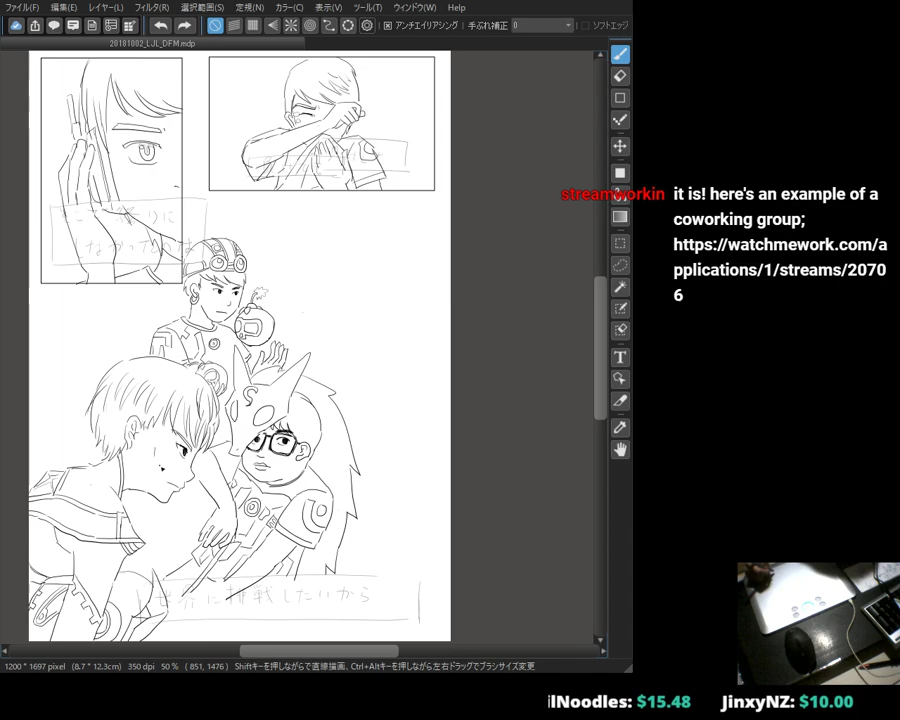 ファイル(F) 編集(E) レイヤー(L) フィルタ(R) 選択範囲(S) 定規(N) カラー(C) 表示(V) ツール(T) ウィンドウ(W) Help
アンチエイリアシング 手ぶれ補正 0 ソフトエッジ
20181002_LJL_DFM.mdp
streamworkin it is! here's an example of a
coworking group;
https://watchmework.com/a
pplications/1/streams/2070
6
世界に挑戦したいから
1200 * 1697 pixel (8.7 * 12.3cm) 350 dpi 50 % ( 851, 1476 ) Shiftキーを押しながらで直線描画、Ctrl+Altキーを押しながら左右ドラッグでブラシサイズ変更
ilNoodles: $15.48 JinxyNZ: $10.00